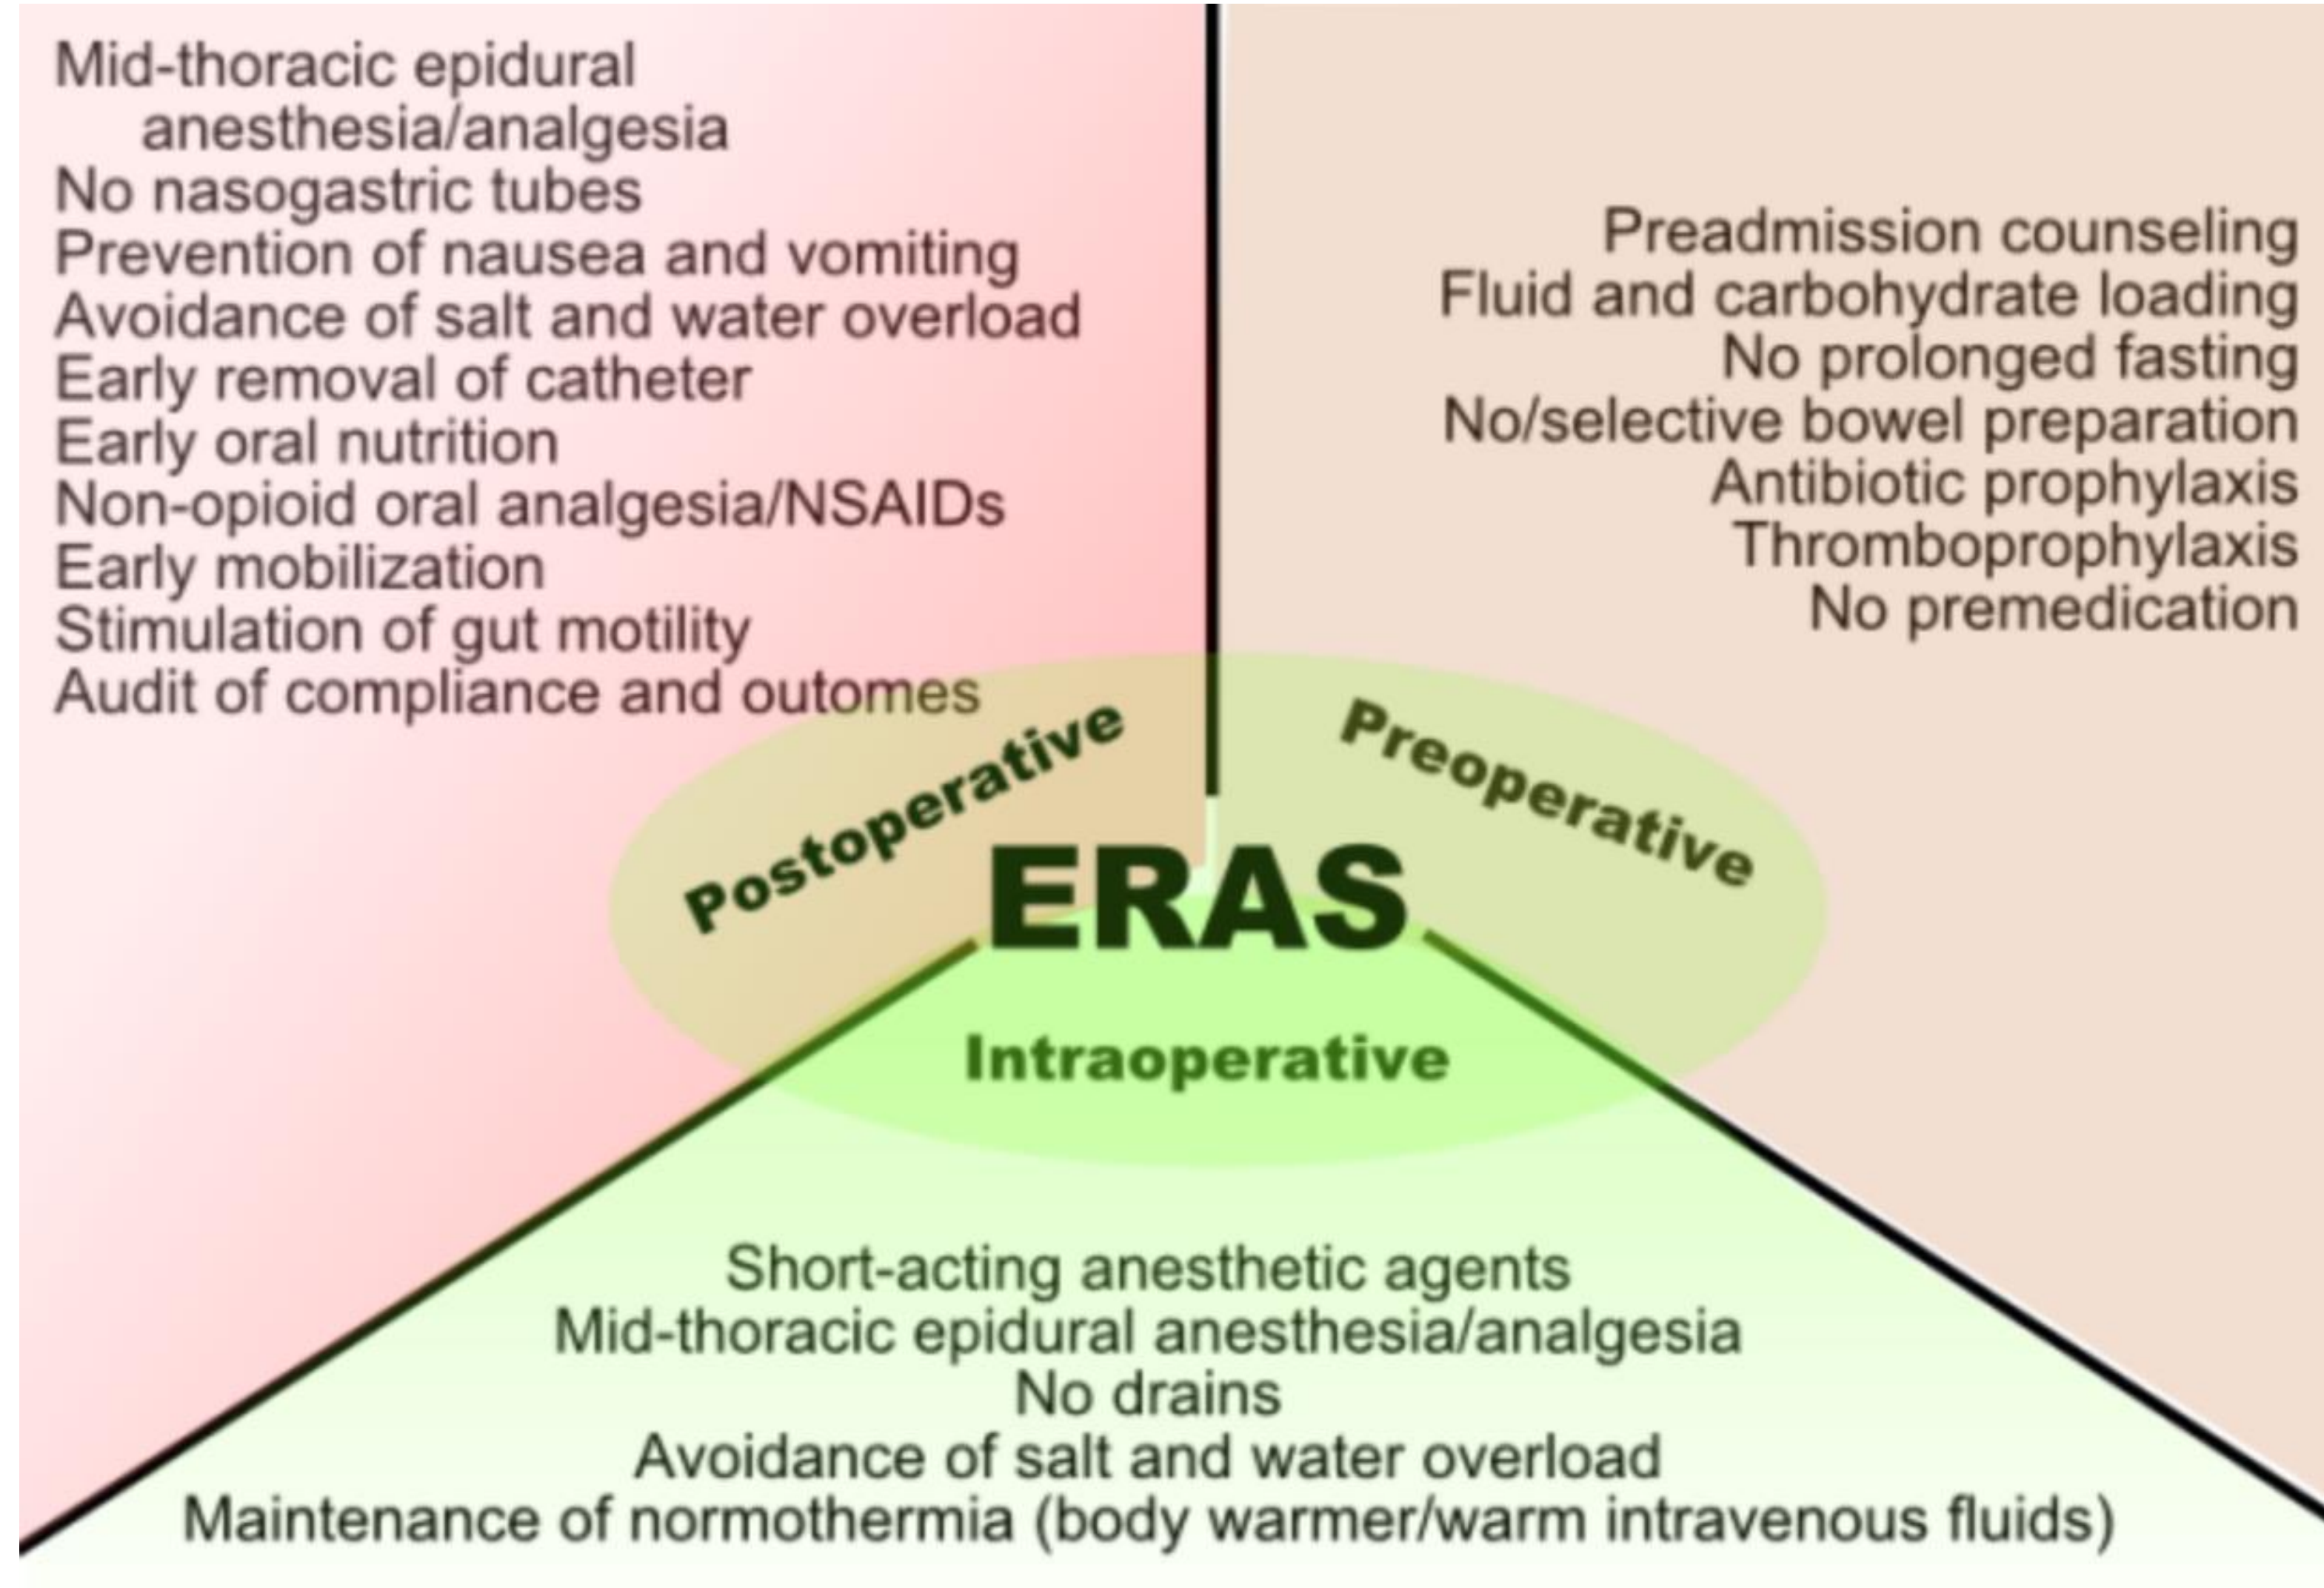 Mid-thoracic epidural
anesthesia/analgesia
No nasogastric tubes
Prevention of nausea and vomiting
Avoidance of salt and water overload
Early removal of catheter
Early oral nutrition
Non-opioid oral analgesia/NSAIDs
Early mobilization
Stimulation of gut motility
Audit of compliance and outomes
Preadmission counseling
Fluid and carbohydrate loading
No prolonged fasting
No/selective bowel preparation
Antibiotic prophylaxis
Thromboprophylaxis
No premedication
Postoperative
Preoperative
ERAS
Intraoperative
Short-acting anesthetic agents
Mid-thoracic epidural anesthesia/analgesia
No drains
Avoidance of salt and water overload
Maintenance of normothermia (body warmer/warm intravenous fluids)